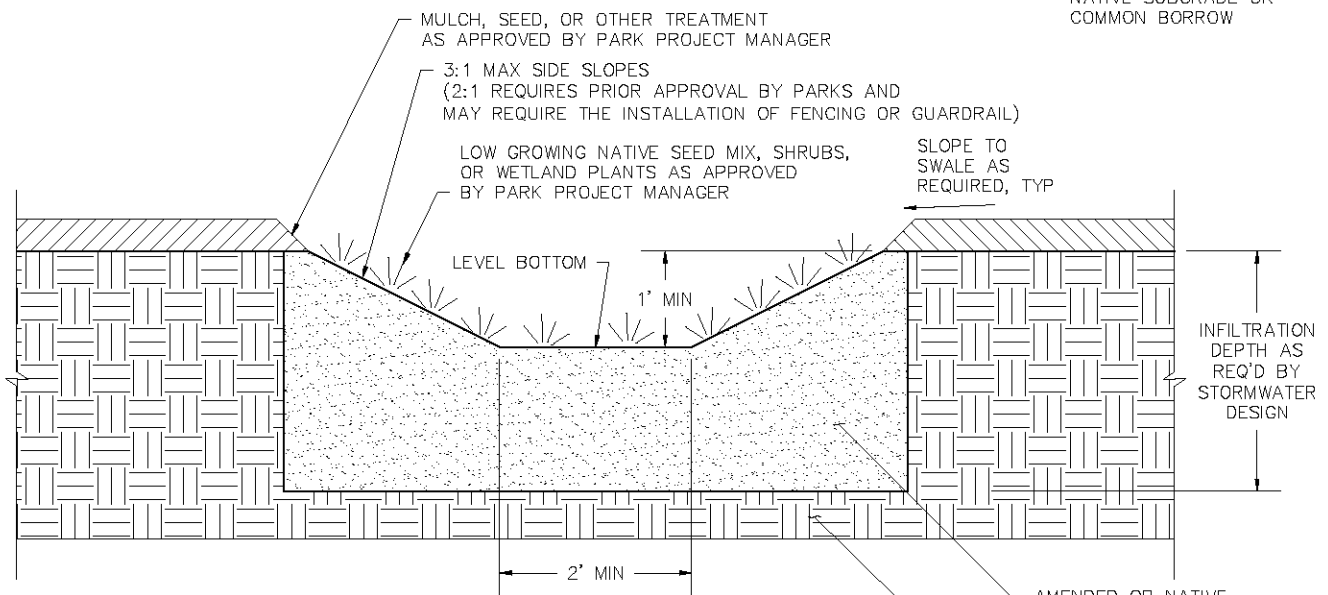 NATIVE SUBGRADE OR
COMMON BORROW
MULCH, SEED, OR OTHER TREATMENT
AS APPROVED BY PARK PROJECT MANAGER
3:1 MAX SIDE SLOPES
(2:1 REQUIRES PRIOR APPROVAL BY PARKS AND
MAY REQUIRE THE INSTALLATION OF FENCING OR GUARDRAIL)
LOW GROWING NATIVE SEED MIX, SHRUBS,
OR WETLAND PLANTS AS APPROVED
BY PARK PROJECT MANAGER
SLOPE TO
SWALE AS
REQUIRED, TYP
LEVEL BOTTOM
1' MIN
INFILTRATION
DEPTH AS
REQ'D BY
STORMWATER
DESIGN
2' MIN
AMENDED OR NATIVE